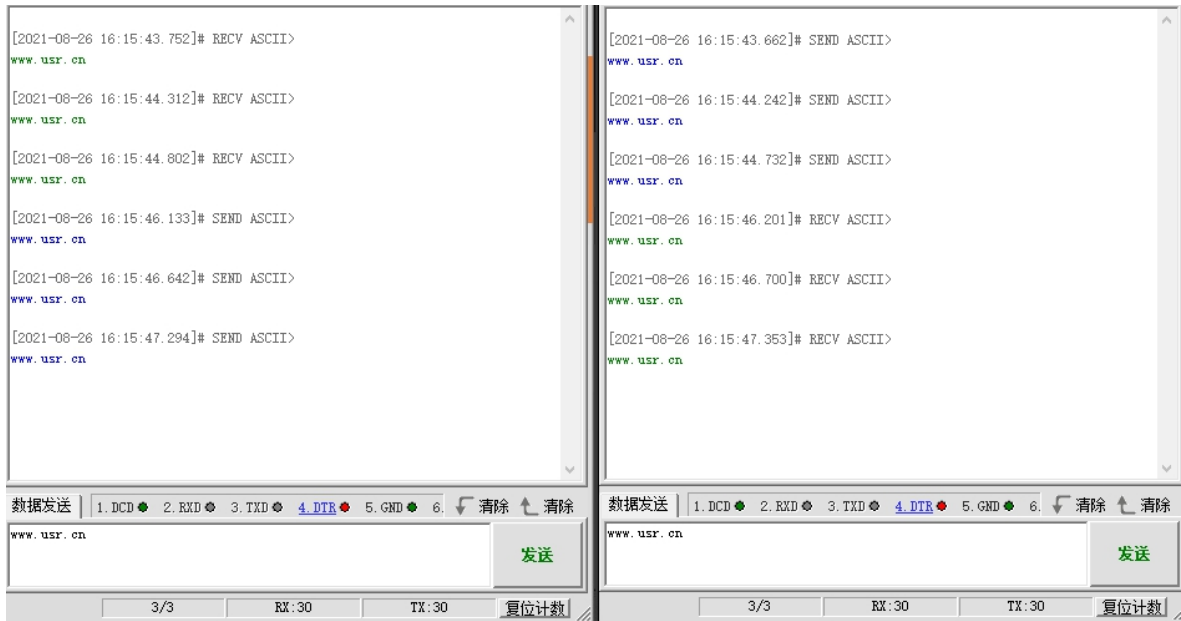 [2021-08-26 16:15:43.752]# RECV ASCII>
www.usr.cn
[2021-08-26 16:15:44.312]# RECV ASCII>
www.usr.cn
[2021-08-26 16:15:44.802]# RECV ASCII>
www.usr.cn
[2021-08-26 16:15:46.133]# SEND ASCII>
www.usr.cn
[2021-08-26 16:15:46.642]# SEND ASCII>
www.usr.cn
[2021-08-26 16:15:47.294]# SEND ASCII>
www.usr.cn
数据发送 1.DCD 2.RXD 3.TXD 4.DTR 5.GND 6. 清除 清除
www.usr.cn
发送
3/3 RX:30 TX:30 复位计数
[2021-08-26 16:15:43.662]# SEND ASCII>
www.usr.cn
[2021-08-26 16:15:44.242]# SEND ASCII>
www.usr.cn
[2021-08-26 16:15:44.732]# SEND ASCII>
www.usr.cn
[2021-08-26 16:15:46.201]# RECV ASCII>
www.usr.cn
[2021-08-26 16:15:46.700]# RECV ASCII>
www.usr.cn
[2021-08-26 16:15:47.353]# RECV ASCII>
www.usr.cn
数据发送 1.DCD 2.RXD 3.TXD 4.DTR 5.GND 6. 清除 清除
www.usr.cn
发送
3/3 RX:30 TX:30 复位计数